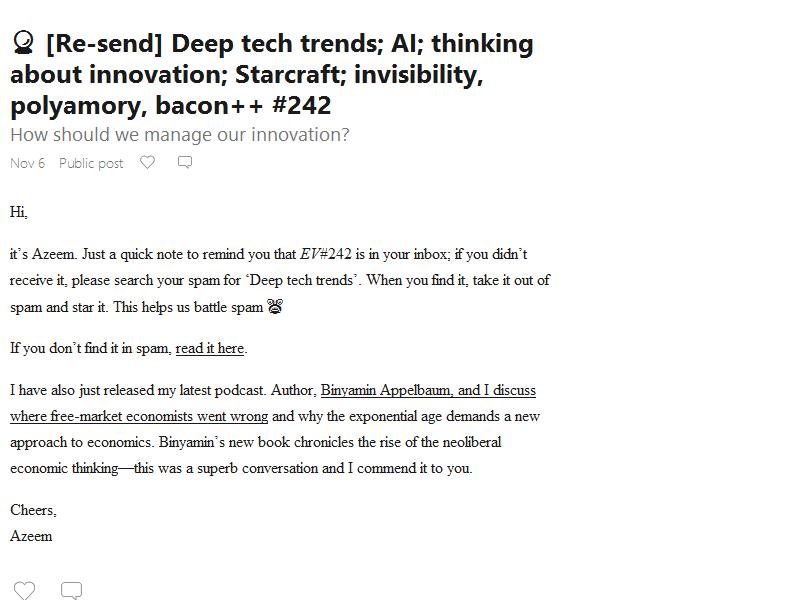 🔮 [Re-send] Deep tech trends; AI; thinking
about innovation; Starcraft; invisibility,
polyamory, bacon++ #242
How should we manage our innovation?
Nov 6 Public post
Hi,
it’s Azeem. Just a quick note to remind you that EV#242 is in your inbox; if you didn’t
receive it, please search your spam for ‘Deep tech trends’. When you find it, take it out of
spam and star it. This helps us battle spam 👹
If you don’t find it in spam, read it here.
I have also just released my latest podcast. Author, Binyamin Appelbaum, and I discuss
where free-market economists went wrong and why the exponential age demands a new
approach to economics. Binyamin’s new book chronicles the rise of the neoliberal
economic thinking—this was a superb conversation and I commend it to you.
Cheers,
Azeem